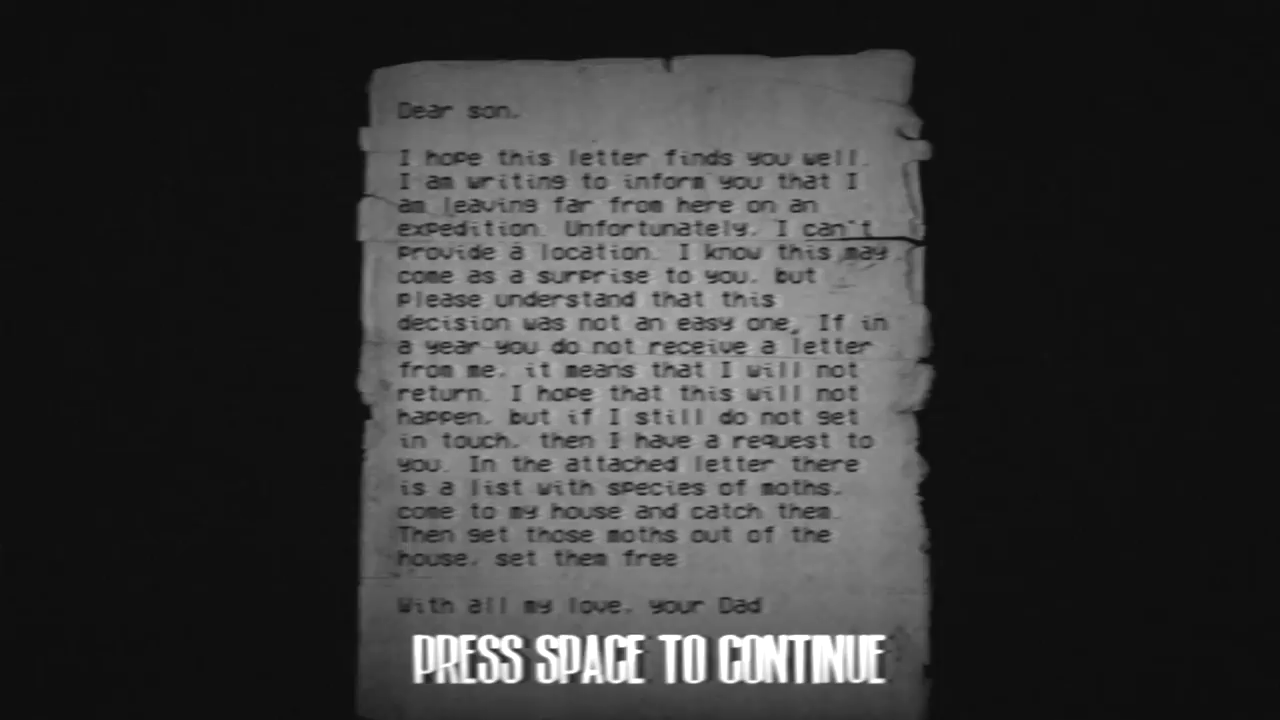 Dear son,
I hope this letter finds you well.
I am writing to inform you that I
am leaving far from here on an
expedition. Unfortunately, I can't
provide a location. I know this may
come as a surprise to you, but
please understand that this
decision was not an easy one, If in
a year you do not receive a letter
from me, it means that I will not
return. I hope that this will not
happen, but if I still do not get
in touch, then I have a request to
you. In the attached letter there
is a list with species of moths,
come to my house and catch them.
Then get those moths out of the
house, set them free
With all my love, your Dad
PRESS SPACE TO CONTINUE